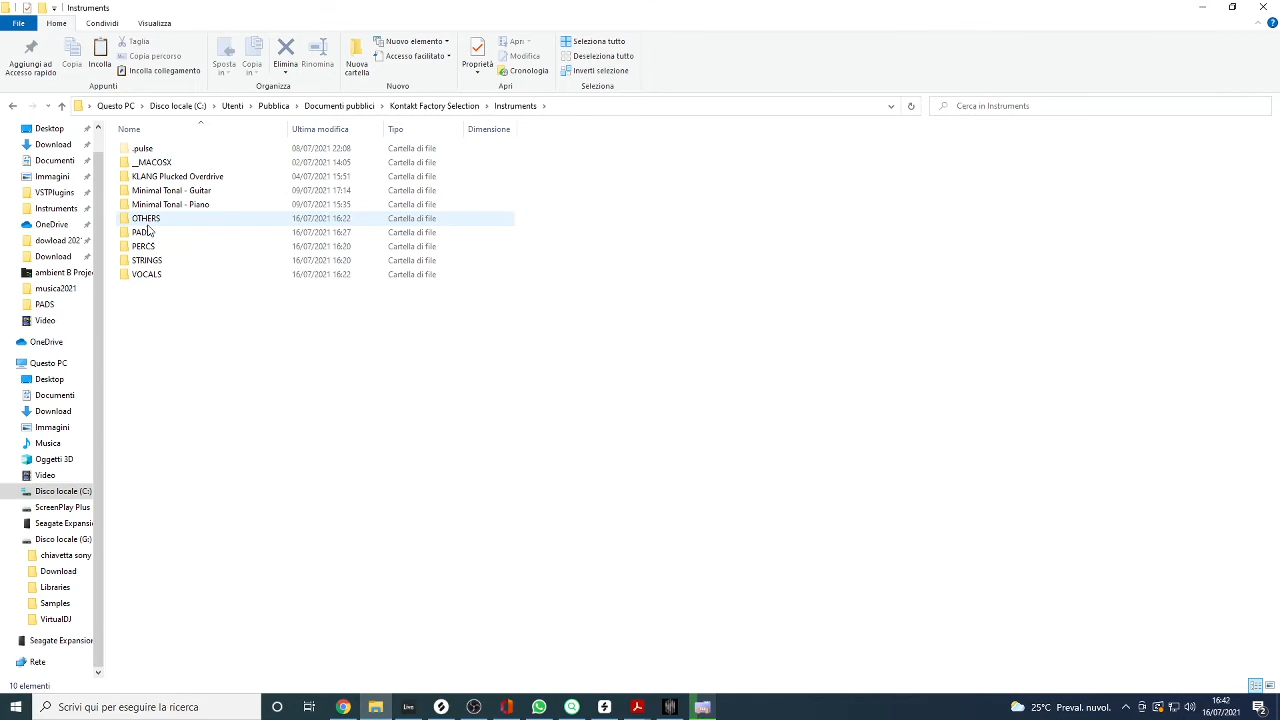 Instruments
File Home Condividi Visualizza
Aggiungi ad Accesso rapido
Copia
Incolla
Taglia
Copia percorso
Incolla collegamento
Appunti
Sposta in
Copia in
Elimina
Rinomina
Organizza
Nuova cartella
Nuovo elemento
Accesso facilitato
Nuovo
Proprietà
Apri
Modifica
Cronologia
Apri
Seleziona tutto
Deseleziona tutto
Inverti selezione
Seleziona
Questo PC > Disco locale (C:) > Utenti > Pubblica > Documenti pubblici > Kontakt Factory Selection > Instruments >
Cerca in Instruments
Desktop
Download
Documenti
Immagini
VSTPlugins
Instruments
OneDrive
dowload 202
Download
ambient B Proje
musica2021
PADS
Video
OneDrive
Questo PC
Desktop
Documenti
Download
Immagini
Musica
Oggetti 3D
Video
Disco locale (C:)
ScreenPlay Plus
Seagate Expansi
Disco locale (G:)
chiavetta sony
Download
Libraries
Samples
VirtualDJ
Seagate Expansion
Rete
Nome Ultima modifica Tipo Dimensione
.pulse 08/07/2021 22:08 Cartella di file
__MACOSX 02/07/2021 14:05 Cartella di file
KLANG Plucked Overdrive 04/07/2021 15:51 Cartella di file
Minimal Tonal - Guitar 09/07/2021 17:14 Cartella di file
Minimal Tonal - Piano 09/07/2021 15:35 Cartella di file
OTHERS 16/07/2021 16:22 Cartella di file
PADS 16/07/2021 16:27 Cartella di file
PERCS 16/07/2021 16:20 Cartella di file
STRINGS 16/07/2021 16:20 Cartella di file
VOCALS 16/07/2021 16:22 Cartella di file
10 elementi
Scrivi qui per eseguire la ricerca
Live
25°C Preval. nuvol.
16:42
16/07/2021
2